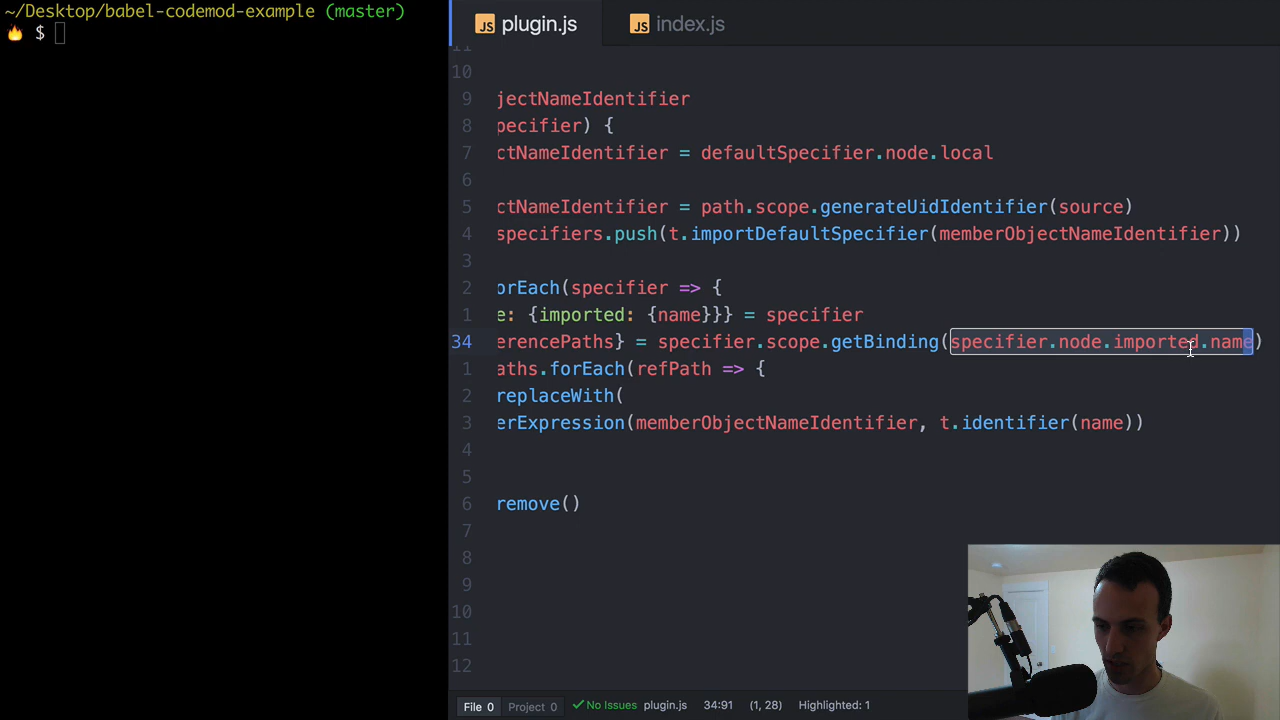 ~/Desktop/babel-codemod-example (master)
🔥 $
JS plugin.js
JS index.js
11
10
9 jectNameIdentifier
8 pecifier) {
7 ctNameIdentifier = defaultSpecifier.node.local
6
5 ctNameIdentifier = path.scope.generateUidIdentifier(source)
4 specifiers.push(t.importDefaultSpecifier(memberObjectNameIdentifier))
3
2 orEach(specifier => {
1 e: {imported: {name}}} = specifier
34 erencePaths} = specifier.scope.getBinding(specifier.node.imported.name)
1 aths.forEach(refPath => {
2 replaceWith(
3 erExpression(memberObjectNameIdentifier, t.identifier(name))
4
5
6 remove()
7
8
9
10
11
12
File 0 Project 0 No Issues plugin.js 34:91 (1, 28) Highlighted: 1